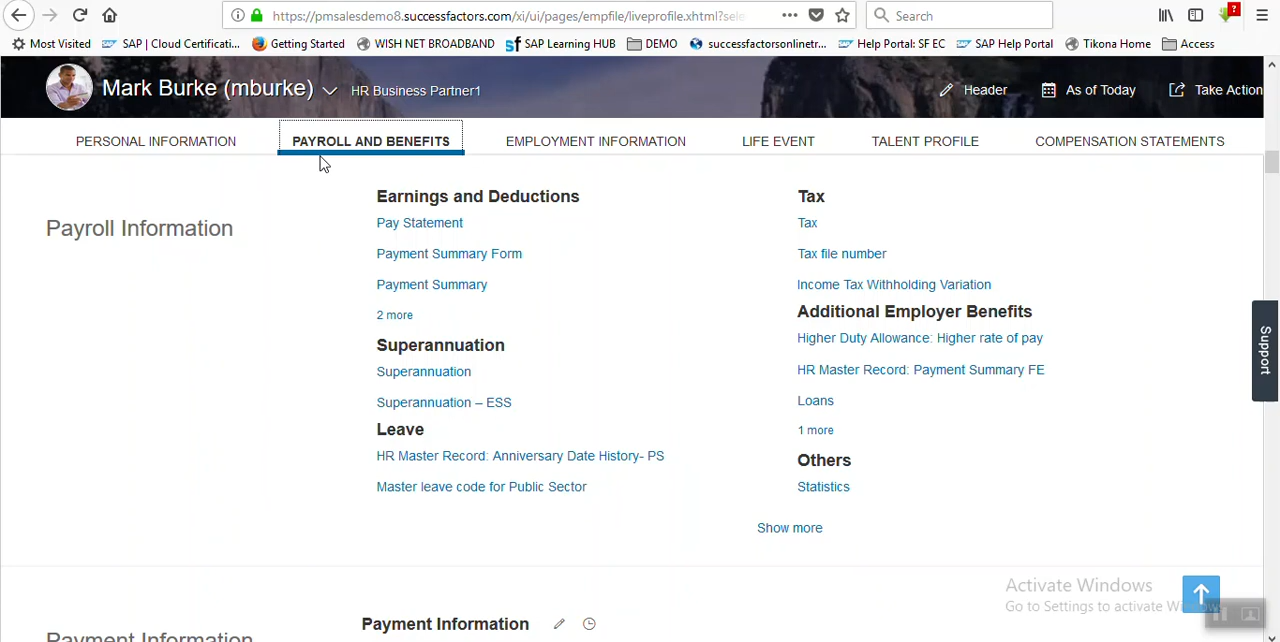 https://pmsalesdemo8.successfactors.com/xi/ui/pages/empfile/liveprofile.xhtml?sele
Search
?
Most Visited
SAP | Cloud Certificati...
Getting Started
WISH NET BROADBAND
sf SAP Learning HUB
DEMO
successfactorsonlinetr...
Help Portal: SF EC
SAP Help Portal
Tikona Home
Access
Mark Burke (mburke)
HR Business Partner1
Header
As of Today
Take Action
PERSONAL INFORMATION
PAYROLL AND BENEFITS
EMPLOYMENT INFORMATION
LIFE EVENT
TALENT PROFILE
COMPENSATION STATEMENTS
Payroll Information
Earnings and Deductions
Pay Statement
Payment Summary Form
Payment Summary
2 more
Superannuation
Superannuation
Superannuation – ESS
Leave
HR Master Record: Anniversary Date History- PS
Master leave code for Public Sector
Tax
Tax
Tax file number
Income Tax Withholding Variation
Additional Employer Benefits
Higher Duty Allowance: Higher rate of pay
HR Master Record: Payment Summary FE
Loans
1 more
Others
Statistics
Show more
Support
Activate Windows
Go to Settings to activate Windows.
Payment Information
Payment Information